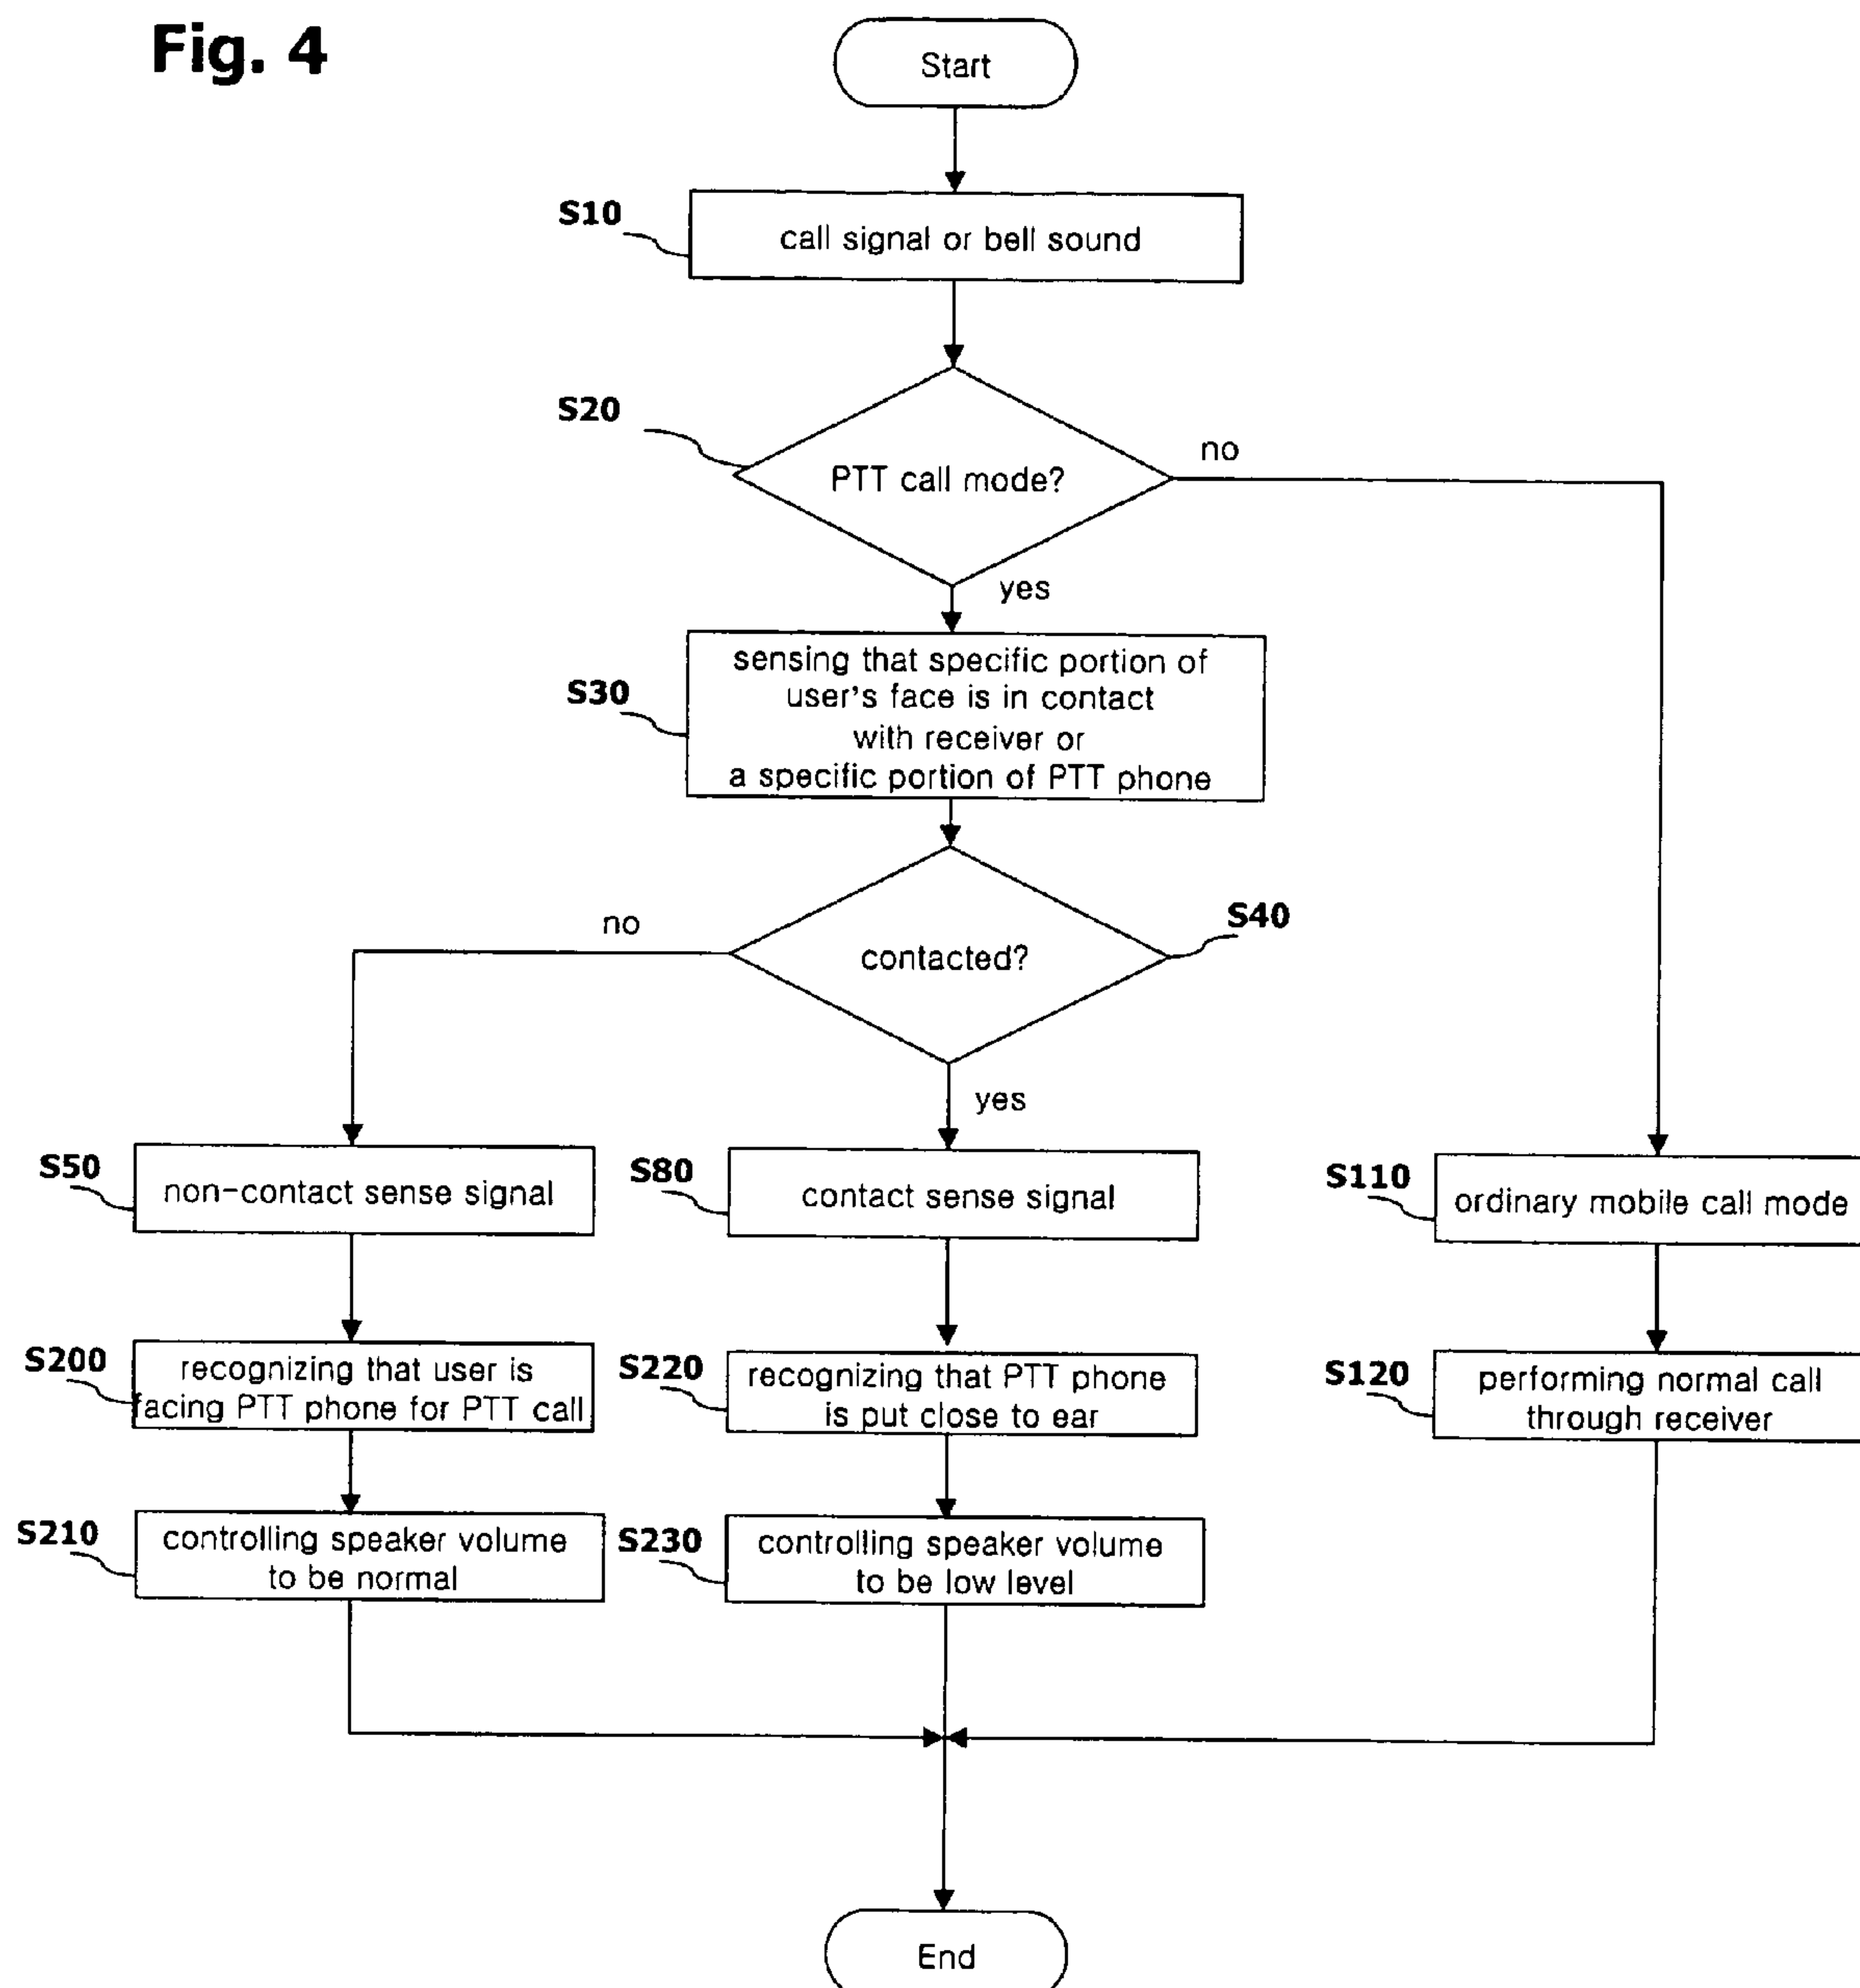 Fig. 4
Start
S10
call signal or bell sound
S20
PTT call mode?
no
yes
S30
sensing that specific portion of
user's face is in contact
with receiver or
a specific portion of PTT phone
no
contacted?
S40
yes
S50
non-contact sense signal
S80
contact sense signal
S110
ordinary mobile call mode
S200
recognizing that user is
facing PTT phone for PTT call
S220
recognizing that PTT phone
is put close to ear
S120
performing normal call
through receiver
S210
controlling speaker volume
to be normal
S230
controlling speaker volume
to be low level
End